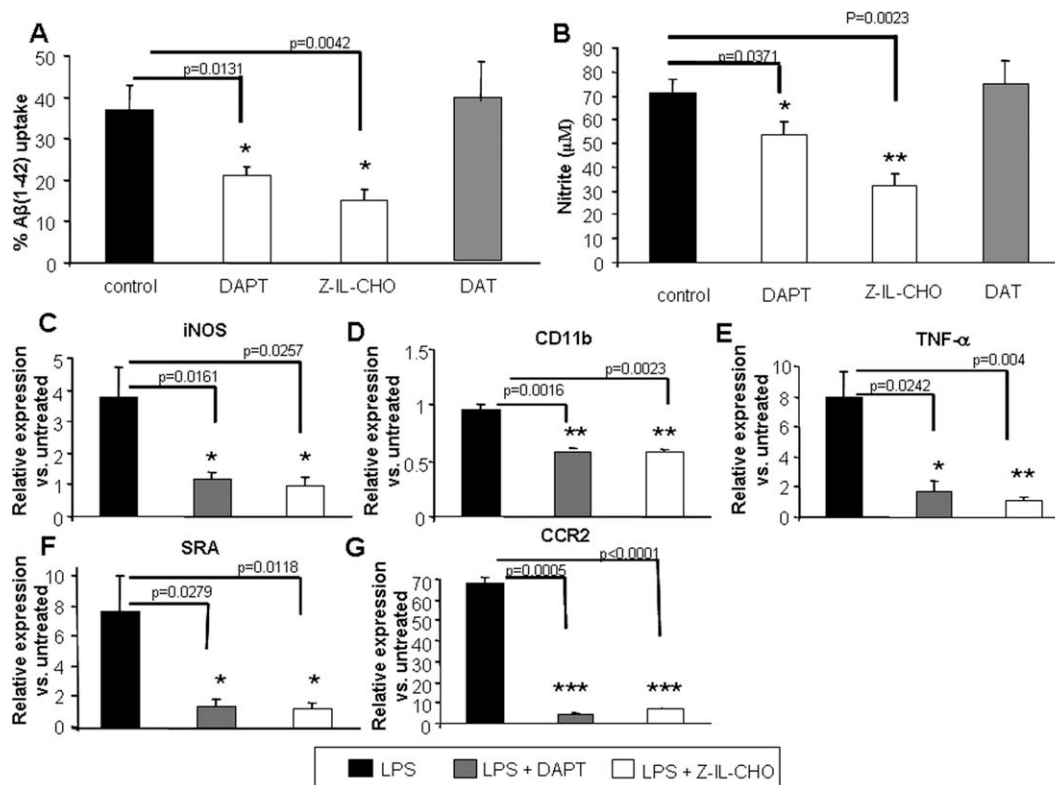 A
p=0.0042
p=0.0131
*
*
% Aβ(1-42) uptake
50
40
30
20
10
0
control DAPT Z-IL-CHO DAT
B
P=0.0023
p=0.0371
*
**
Nitrite (μM)
90
80
70
60
50
40
30
20
10
0
control DAPT Z-IL-CHO DAT
C
iNOS
p=0.0257
p=0.0161
*
*
Relative expression
vs. untreated
5
4
3
2
1
0
D
CD11b
p=0.0023
p=0.0016
**
**
Relative expression
vs. untreated
1.5
1
0.5
0
E
TNF-α
p=0.004
p=0.0242
*
**
Relative expression
vs. untreated
10
8
6
4
2
0
F
SRA
p=0.0118
p=0.0279
*
*
Relative expression
vs. untreated
10
8
6
4
2
0
G
CCR2
p<0.0001
p=0.0005
***
***
Relative expression
vs. untreated
70
60
50
40
30
20
10
0
LPS LPS + DAPT LPS + Z-IL-CHO